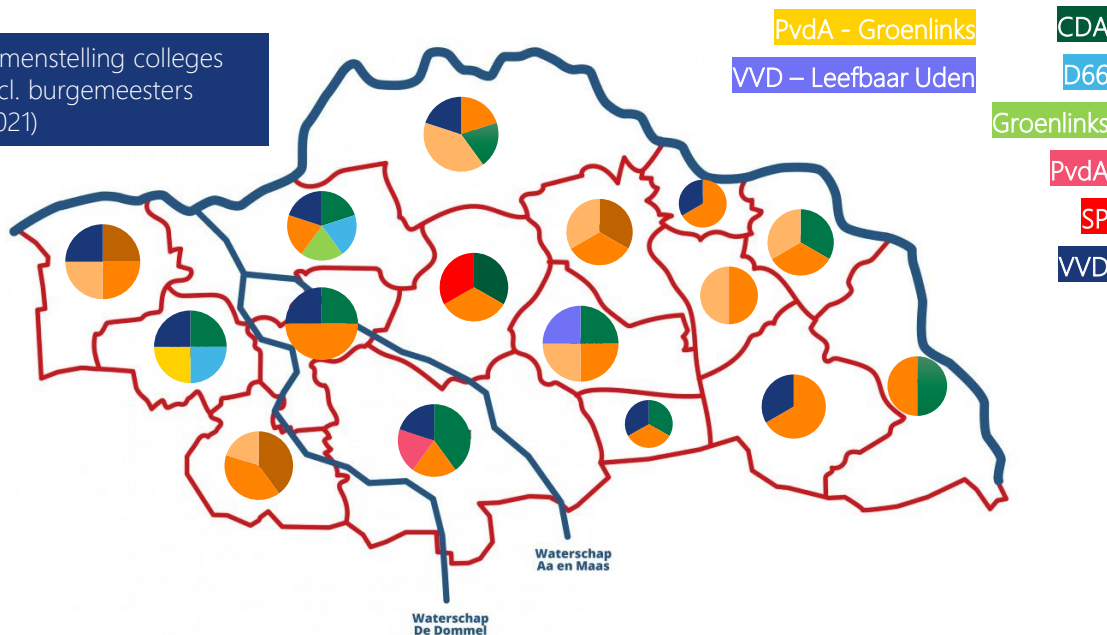 menstelling colleges
cl. burgemeesters
021)
PvdA - Groenlinks
VVD – Leefbaar Uden
CDA
D66
Groenlinks
PvdA
SP
VVD
Waterschap
Aa en Maas
Waterschap
De Dommel